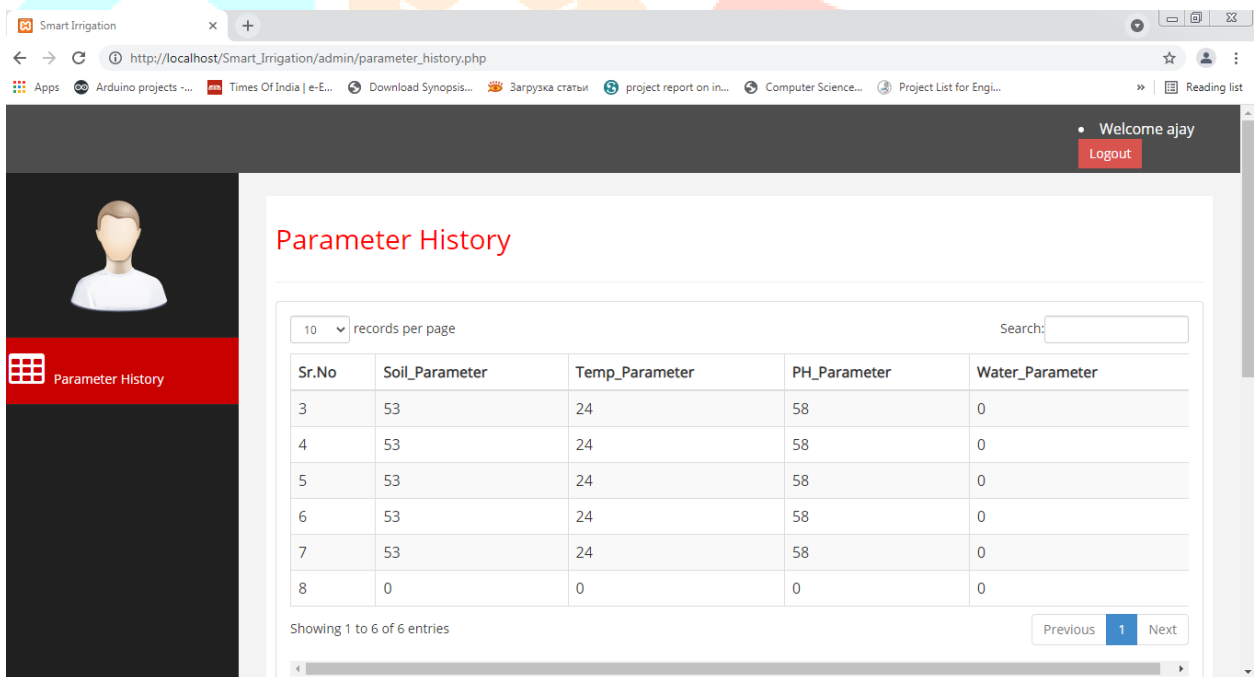 Smart Irrigation
http://localhost/Smart_Irrigation/admin/parameter_history.php
Apps Arduino projects -... Times Of India | e-E... Download Synopsis... Загрузка статьи project report on in... Computer Science... Project List for Engi... » Reading list
Welcome ajay
Logout
Parameter History
Parameter History
10 records per page Search:
Sr.No Soil_Parameter Temp_Parameter PH_Parameter Water_Parameter
3 53 24 58 0
4 53 24 58 0
5 53 24 58 0
6 53 24 58 0
7 53 24 58 0
8 0 0 0 0
Showing 1 to 6 of 6 entries Previous 1 Next